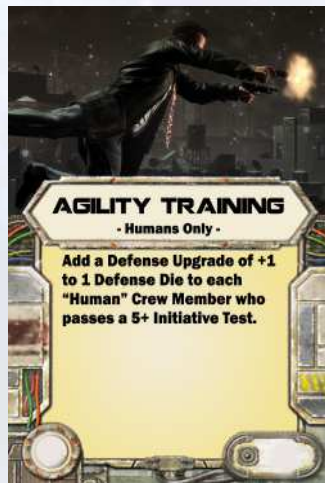 AGILITY TRAINING
- Humans Only -
Add a Defense Upgrade of +1
to 1 Defense Die to each
“Human” Crew Member who
passes a 5+ Initiative Test.